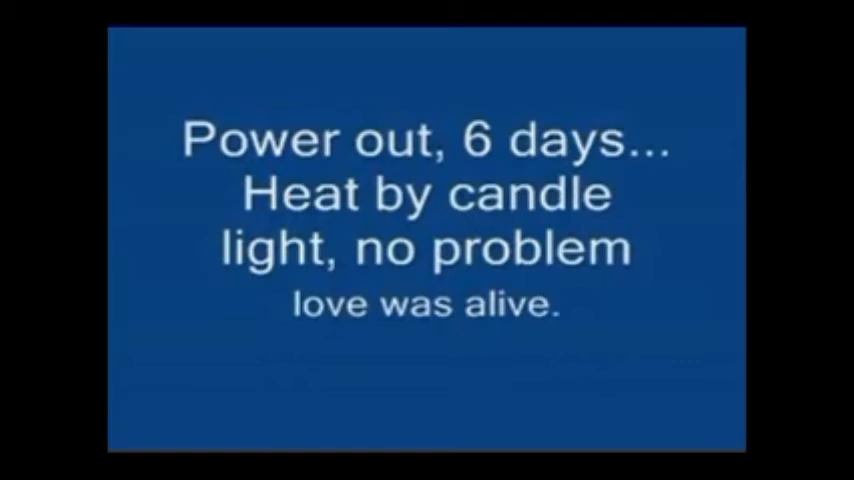 Power out, 6 days...
Heat by candle
light, no problem
love was alive.